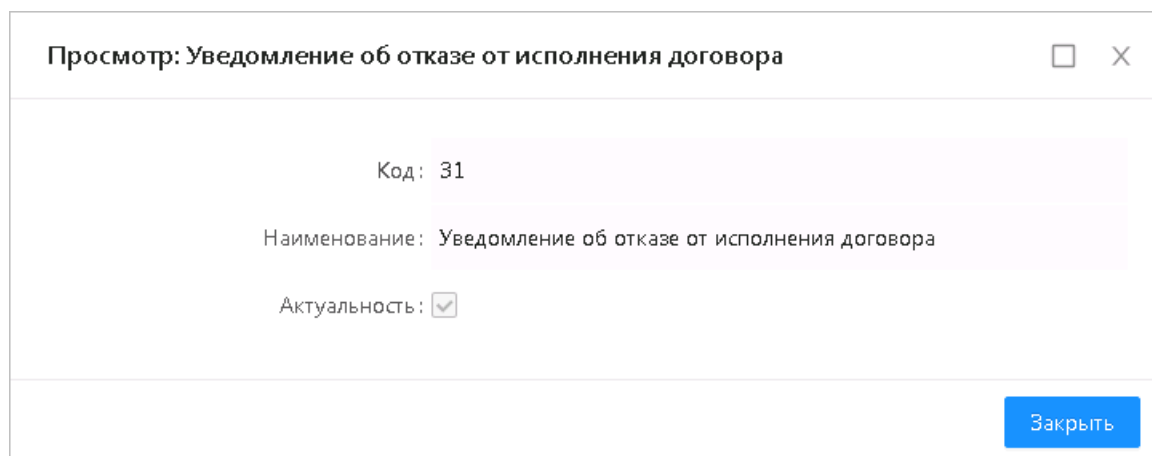 Просмотр: Уведомление об отказе от исполнения договора
Код: 31
Наименование: Уведомление об отказе от исполнения договора
Актуальность:
Закрыть